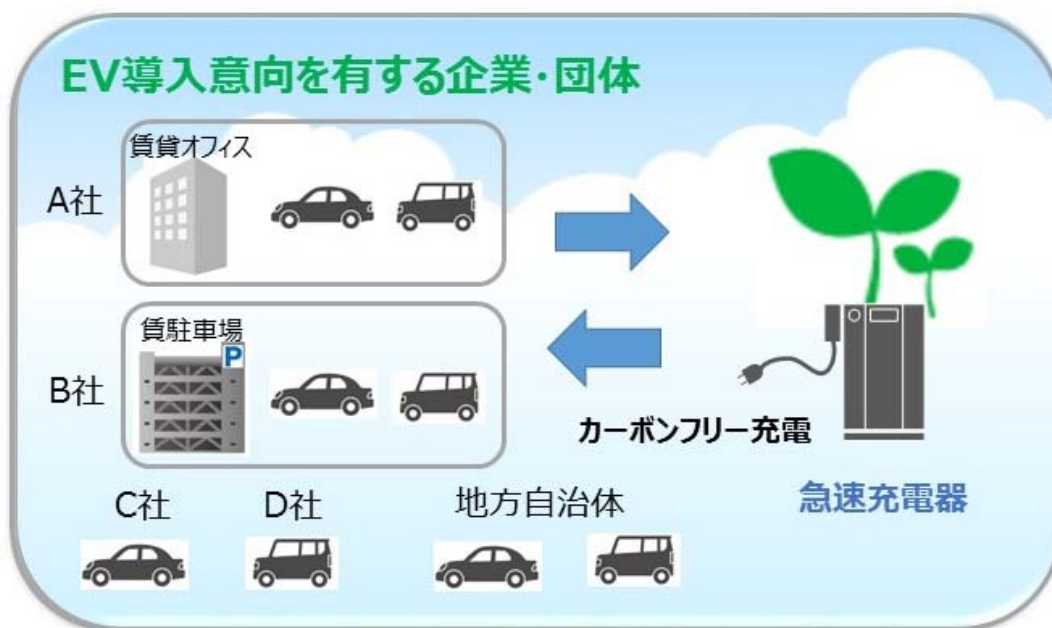 EV導入意向を有する企業・団体
賃貸オフィス
A社
賃駐車場
P
B社
カーボンフリー充電
急速充電器
C社
D社
地方自治体